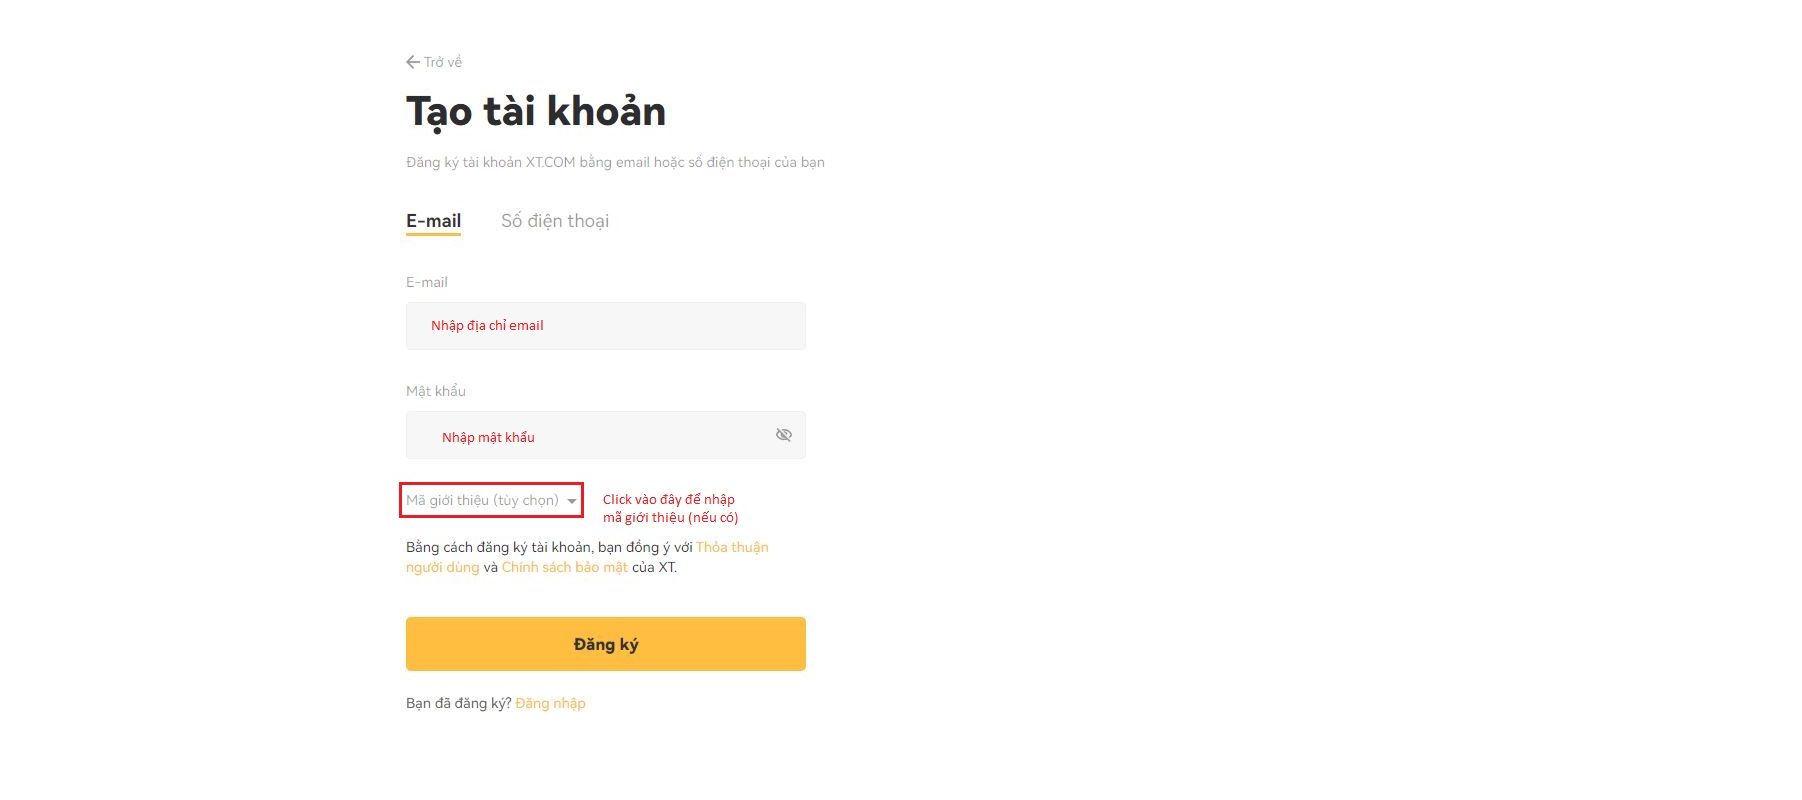 Trở về
Tạo tài khoản
Đăng ký tài khoản XT.COM bằng email hoặc số điện thoại của bạn
E-mail Số điện thoại
E-mail
Nhập địa chỉ email
Mật khẩu
Nhập mật khẩu
Mã giới thiệu (tùy chọn)
Click vào đây để nhập
mã giới thiệu (nếu có)
Bằng cách đăng ký tài khoản, bạn đồng ý với Thỏa thuận
người dùng và Chính sách bảo mật của XT.
Đăng ký
Bạn đã đăng ký? Đăng nhập